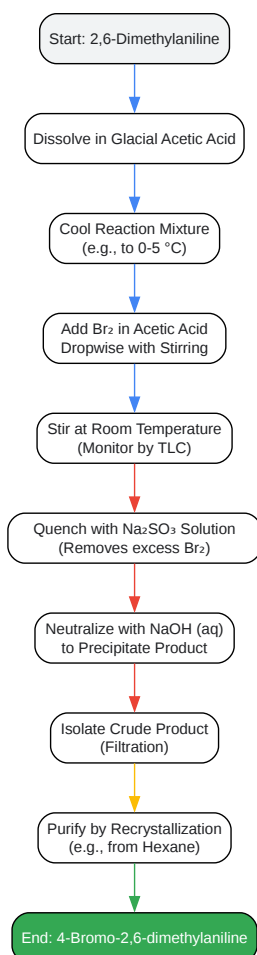 Start: 2,6-Dimethylaniline
Dissolve in Glacial Acetic Acid
Cool Reaction Mixture
(e.g., to 0-5 °C)
Add Br₂ in Acetic Acid
Dropwise with Stirring
Stir at Room Temperature
(Monitor by TLC)
Quench with Na₂SO₃ Solution
(Removes excess Br₂)
Neutralize with NaOH (aq)
to Precipitate Product
Isolate Crude Product
(Filtration)
Purify by Recrystallization
(e.g., from Hexane)
End: 4-Bromo-2,6-dimethylaniline